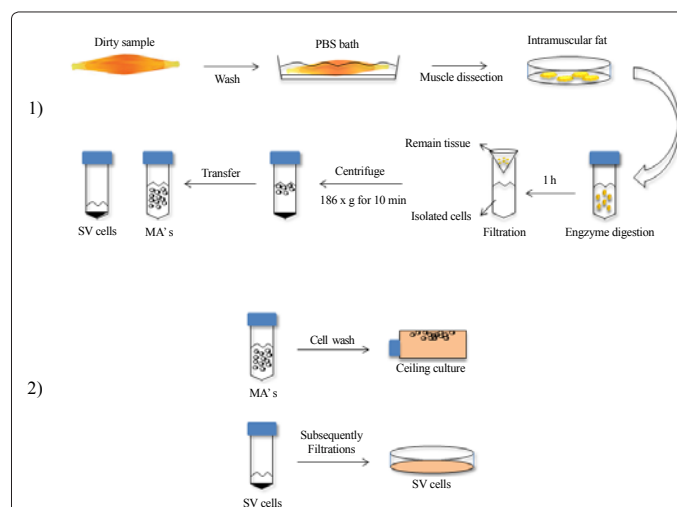 Dirty sample
PBS bath
Intramuscular fat
Wash
Muscle dissection
1)
Remain tissue
Transfer
Centrifuge
1 h
186 x g for 10 min
Isolated cells
SV cells
MA's
Filtration
Engzyme digestion
Cell wash
Ceiling culture
MA's
2)
Subsequently
Filtrations
SV cells
SV cells